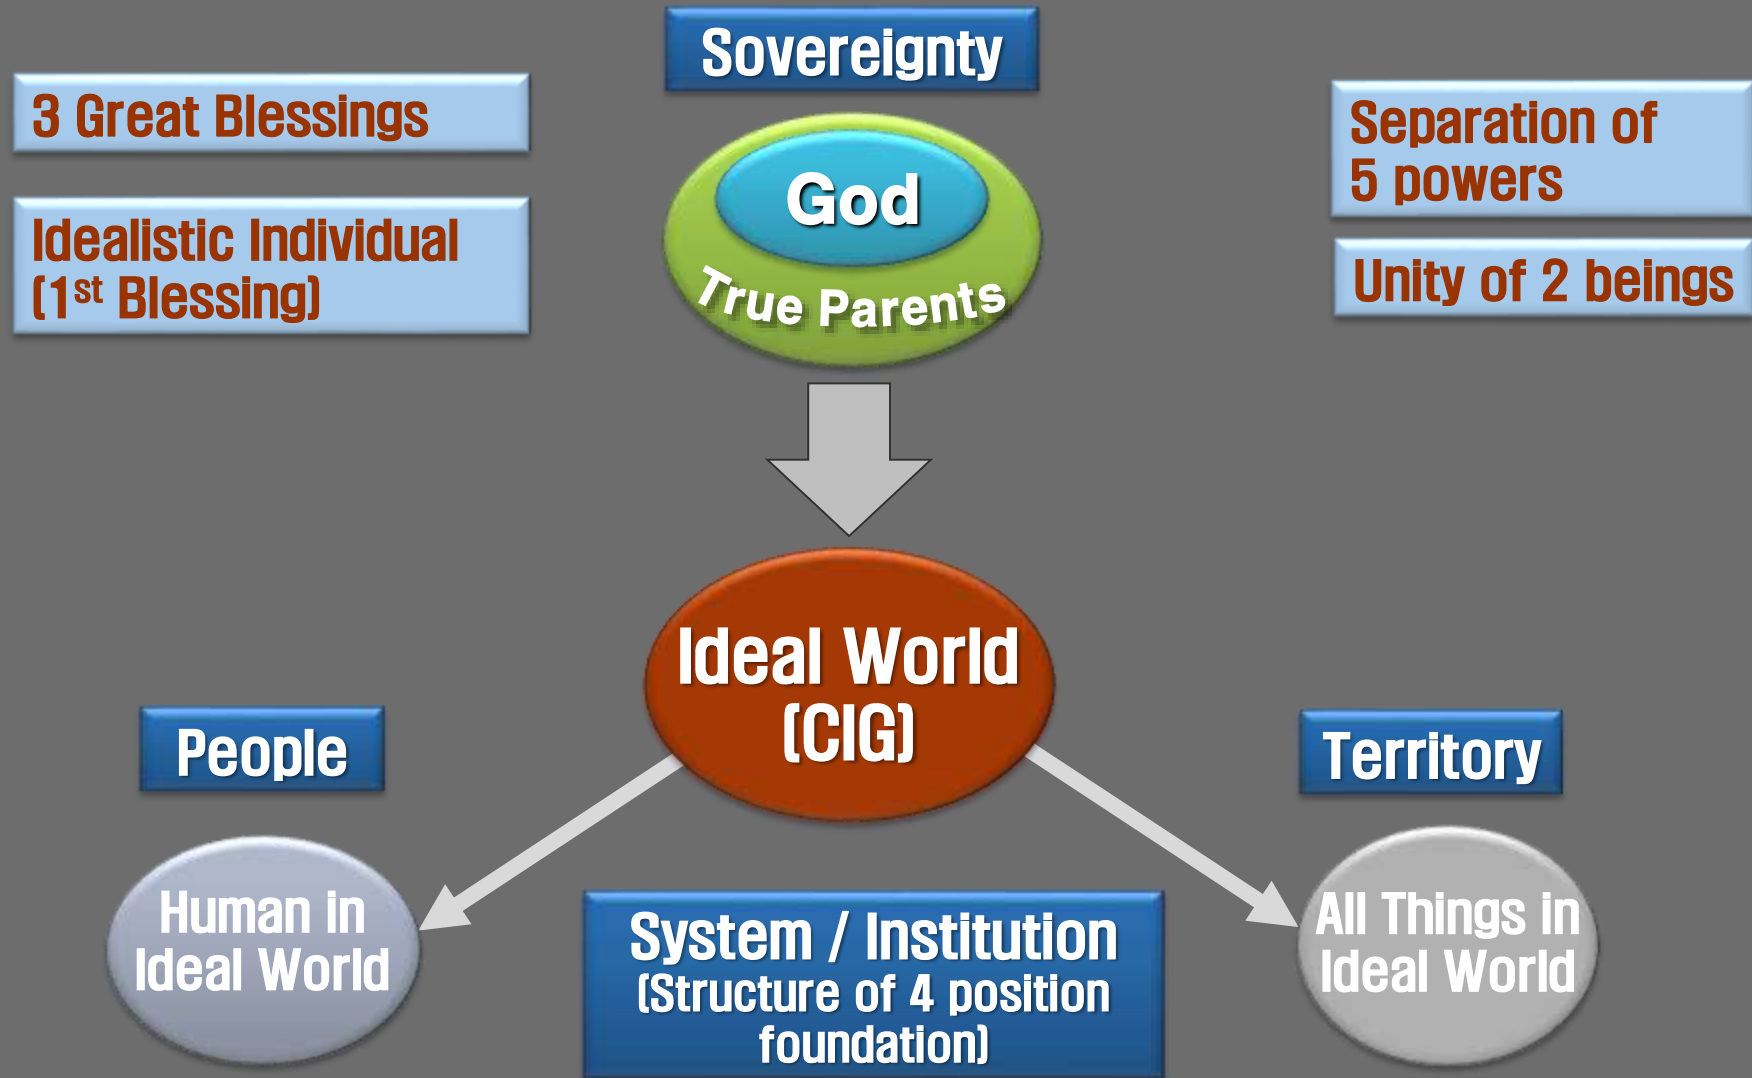 Sovereignty
3 Great Blessings
Idealistic Individual
(1st Blessing)
God
True Parents
Separation of
5 powers
Unity of 2 beings
Ideal World
(CIG)
People
Territory
Human in
Ideal World
System / Institution
(Structure of 4 position
foundation)
All Things in
Ideal World